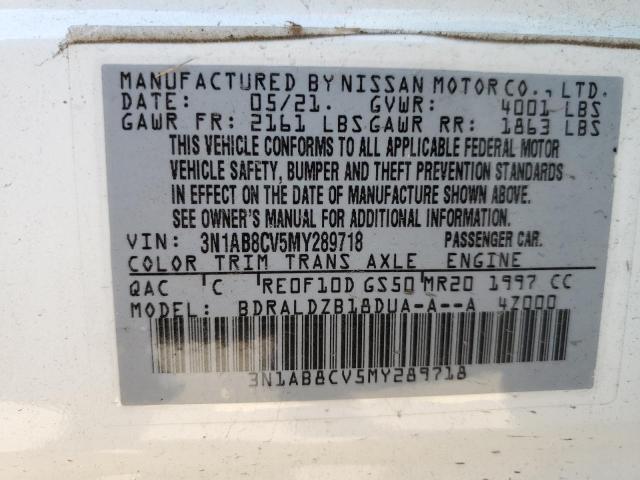 MANUFACTURED BY NISSAN MOTOR CO., LTD.
DATE: 05/21. GVWR: 4001 LBS
GAWR FR: 2161 LBS GAWR RR: 1863 LBS
THIS VEHICLE CONFORMS TO ALL APPLICABLE FEDERAL MOTOR
VEHICLE SAFETY, BUMPER AND THEFT PREVENTION STANDARDS
IN EFFECT ON THE DATE OF MANUFACTURE SHOWN ABOVE.
SEE OWNER'S MANUAL FOR ADDITIONAL INFORMATION.
VIN: 3N1AB8CV5MY289718 PASSENGER CAR.
COLOR TRIM TRANS AXLE ENGINE
QAC C RE0F10D GS50 MR20 1997 CC
MODEL: BDRALDZB18DUA-A--A 4Z000
3N1AB8CV5MY289718